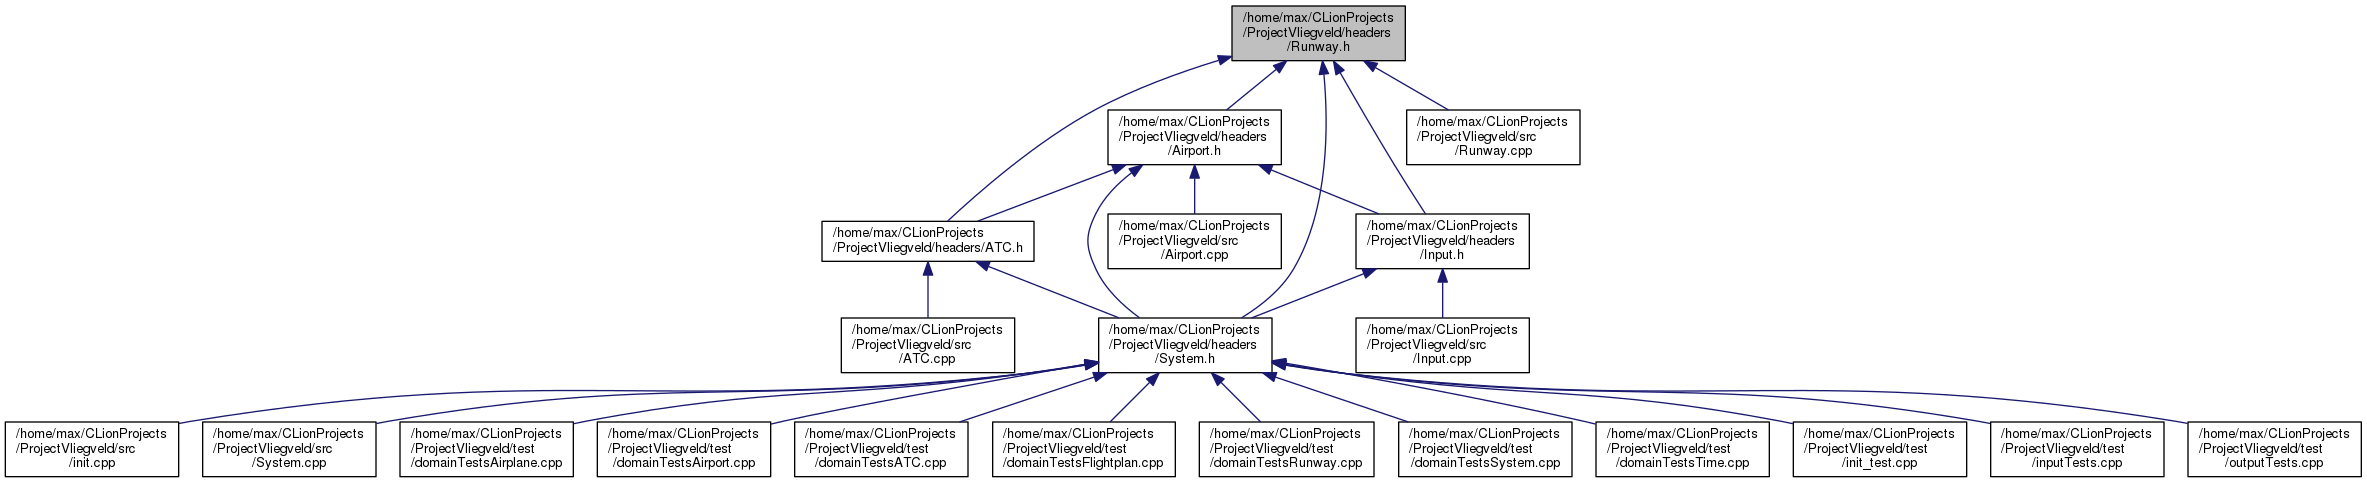 /home/max/CLionProjects
/ProjectVliegveld/headers
/Runway.h
/home/max/CLionProjects
/ProjectVliegveld/headers
/Airport.h
/home/max/CLionProjects
/ProjectVliegveld/src
/Runway.cpp
/home/max/CLionProjects
/ProjectVliegveld/headers/ATC.h
/home/max/CLionProjects
/ProjectVliegveld/src
/Airport.cpp
/home/max/CLionProjects
/ProjectVliegveld/headers
/Input.h
/home/max/CLionProjects
/ProjectVliegveld/src
/ATC.cpp
/home/max/CLionProjects
/ProjectVliegveld/headers
/System.h
/home/max/CLionProjects
/ProjectVliegveld/src
/Input.cpp
/home/max/CLionProjects
/ProjectVliegveld/src
/init.cpp
/home/max/CLionProjects
/ProjectVliegveld/src
/System.cpp
/home/max/CLionProjects
/ProjectVliegveld/test
/domainTestsAirplane.cpp
/home/max/CLionProjects
/ProjectVliegveld/test
/domainTestsAirport.cpp
/home/max/CLionProjects
/ProjectVliegveld/test
/domainTestsATC.cpp
/home/max/CLionProjects
/ProjectVliegveld/test
/domainTestsFlightplan.cpp
/home/max/CLionProjects
/ProjectVliegveld/test
/domainTestsRunway.cpp
/home/max/CLionProjects
/ProjectVliegveld/test
/domainTestsSystem.cpp
/home/max/CLionProjects
/ProjectVliegveld/test
/domainTestsTime.cpp
/home/max/CLionProjects
/ProjectVliegveld/test
/init_test.cpp
/home/max/CLionProjects
/ProjectVliegveld/test
/inputTests.cpp
/home/max/CLionProjects
/ProjectVliegveld/test
/outputTests.cpp